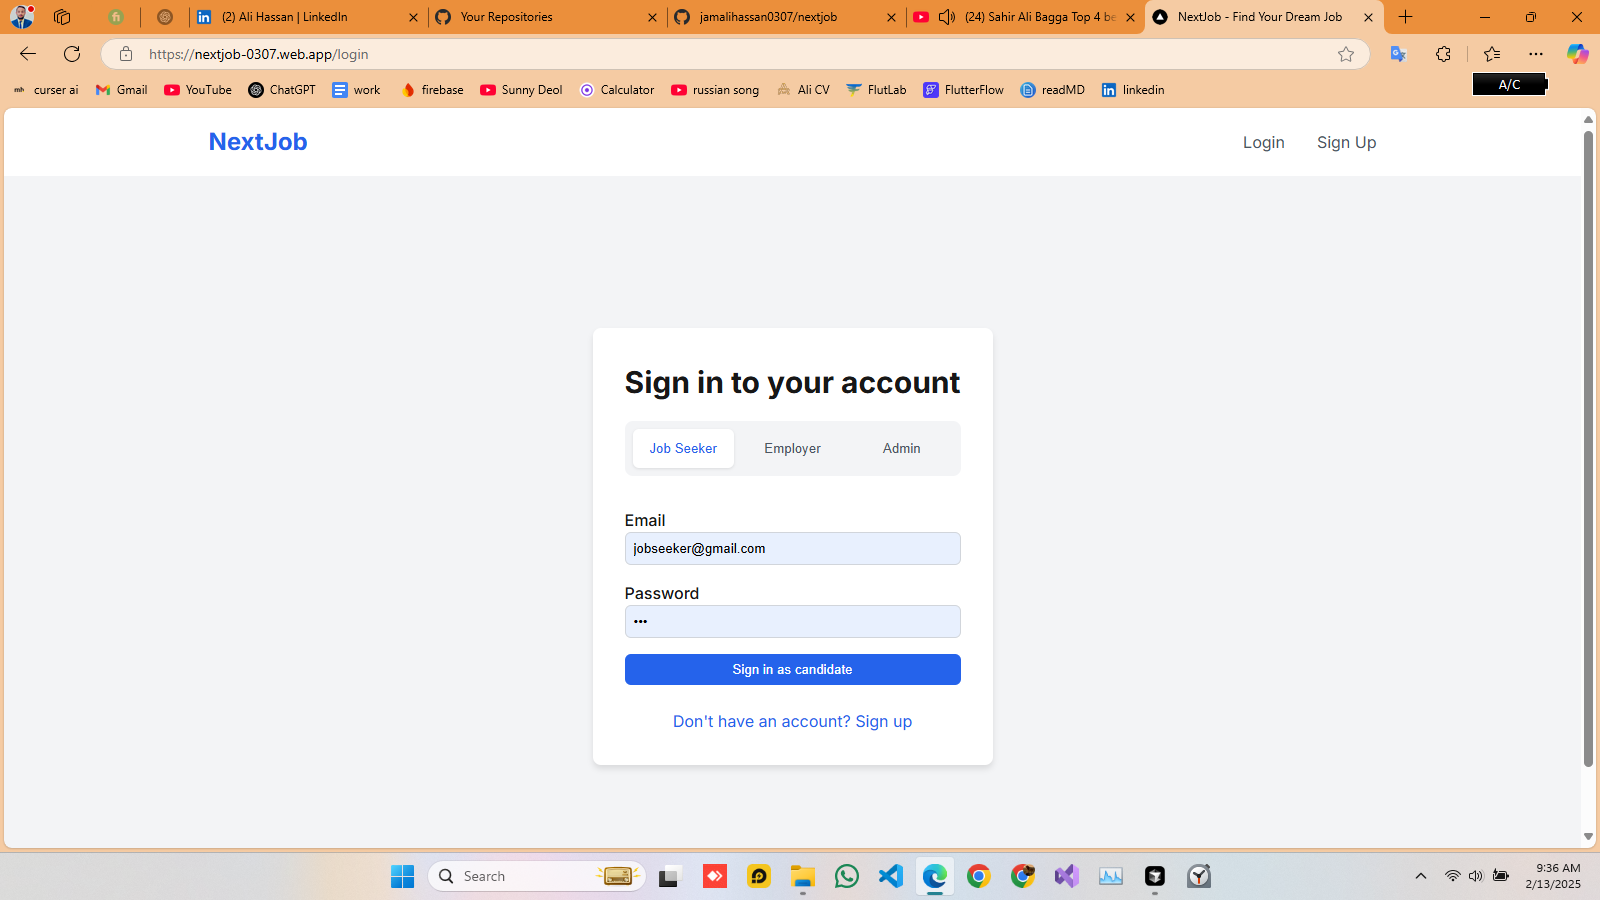 (2) Ali Hassan | LinkedIn
Your Repositories
jamalihassan0307/nextjob
(24) Sahir Ali Bagga Top 4 be
NextJob - Find Your Dream Job
https://nextjob-0307.web.app/login
curser ai
Gmail
YouTube
ChatGPT
work
firebase
Sunny Deol
Calculator
russian song
Ali CV
FlutLab
FlutterFlow
readMD
linkedin
A/C
NextJob
Login
Sign Up
Sign in to your account
Job Seeker
Employer
Admin
Email
jobseeker@gmail.com
Password
•••
Sign in as candidate
Don't have an account? Sign up
Search
9:36 AM
2/13/2025